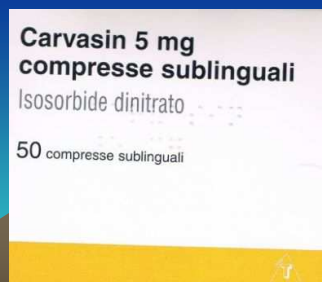 Carvasin 5 mg
compresse sublinguali
Isosorbide dinitrato
50 compresse sublinguali